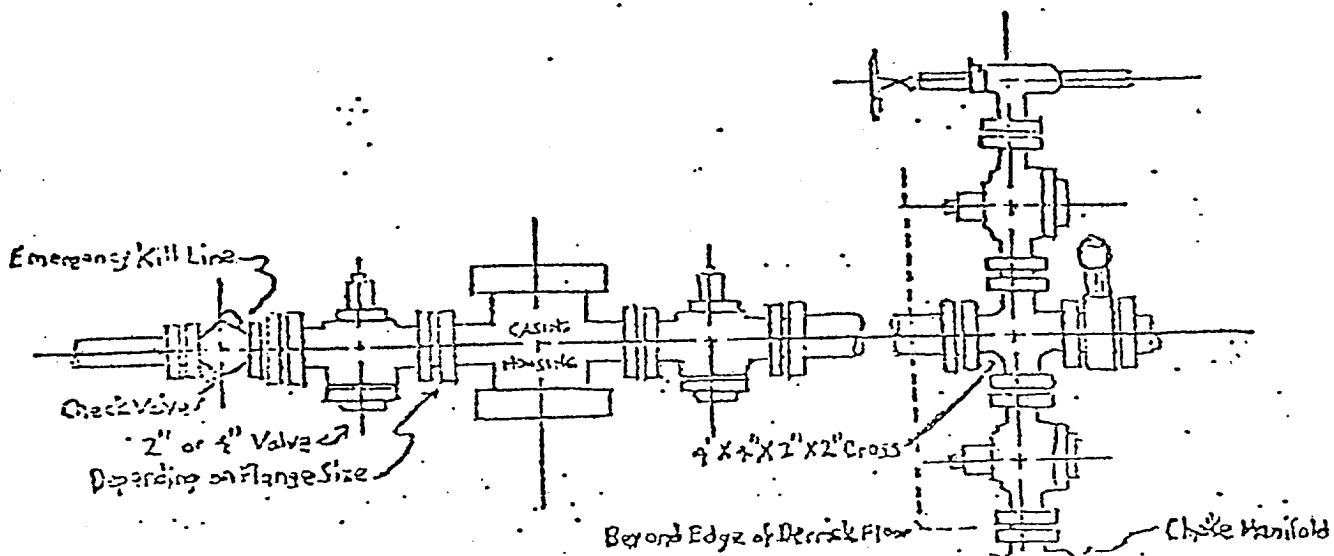 Emergency Kill Line
CASING
HOUSING
Check Valve
2" or 4" Valve
Depending on Flange Size
4" X 4" X 2" X 2" Cross
Beyond Edge of Derrick Floor
Choke Manifold